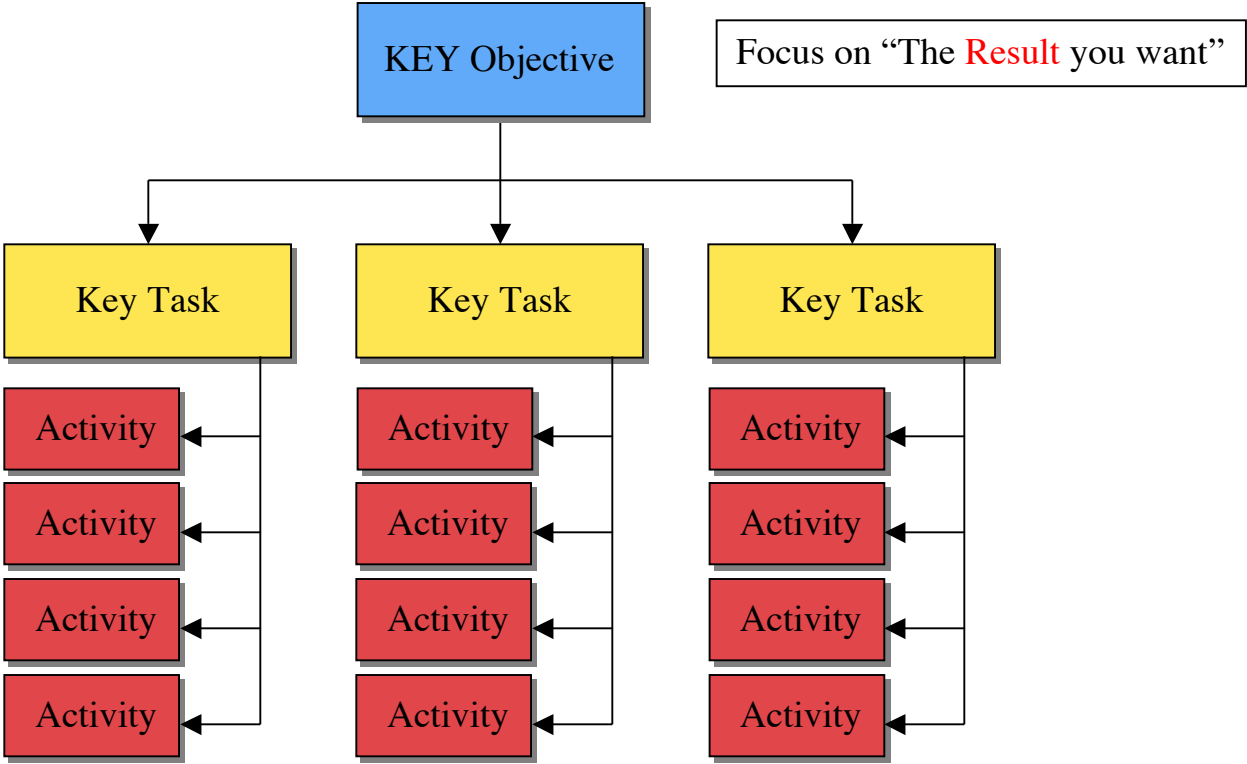 KEY Objective
Focus on “The Result you want”
Key Task
Key Task
Key Task
Activity
Activity
Activity
Activity
Activity
Activity
Activity
Activity
Activity
Activity
Activity
Activity